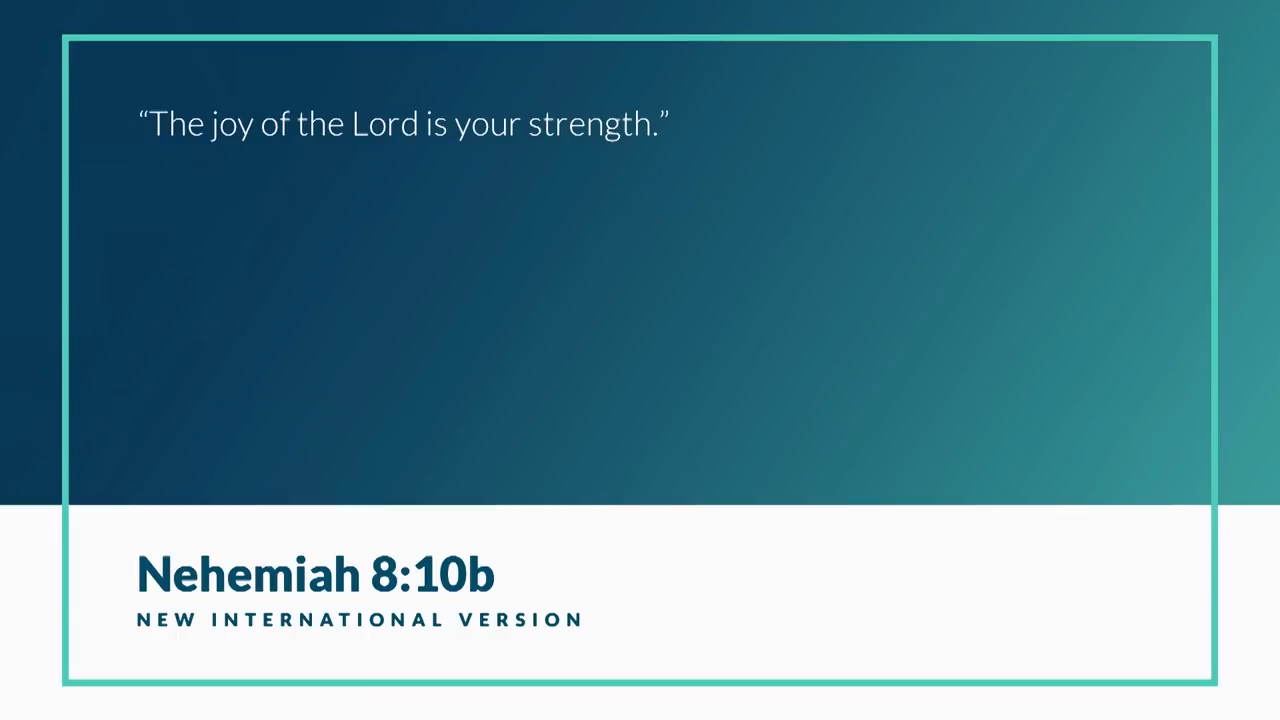 “The joy of the Lord is your strength.”
Nehemiah 8:10b
NEW INTERNATIONAL VERSION